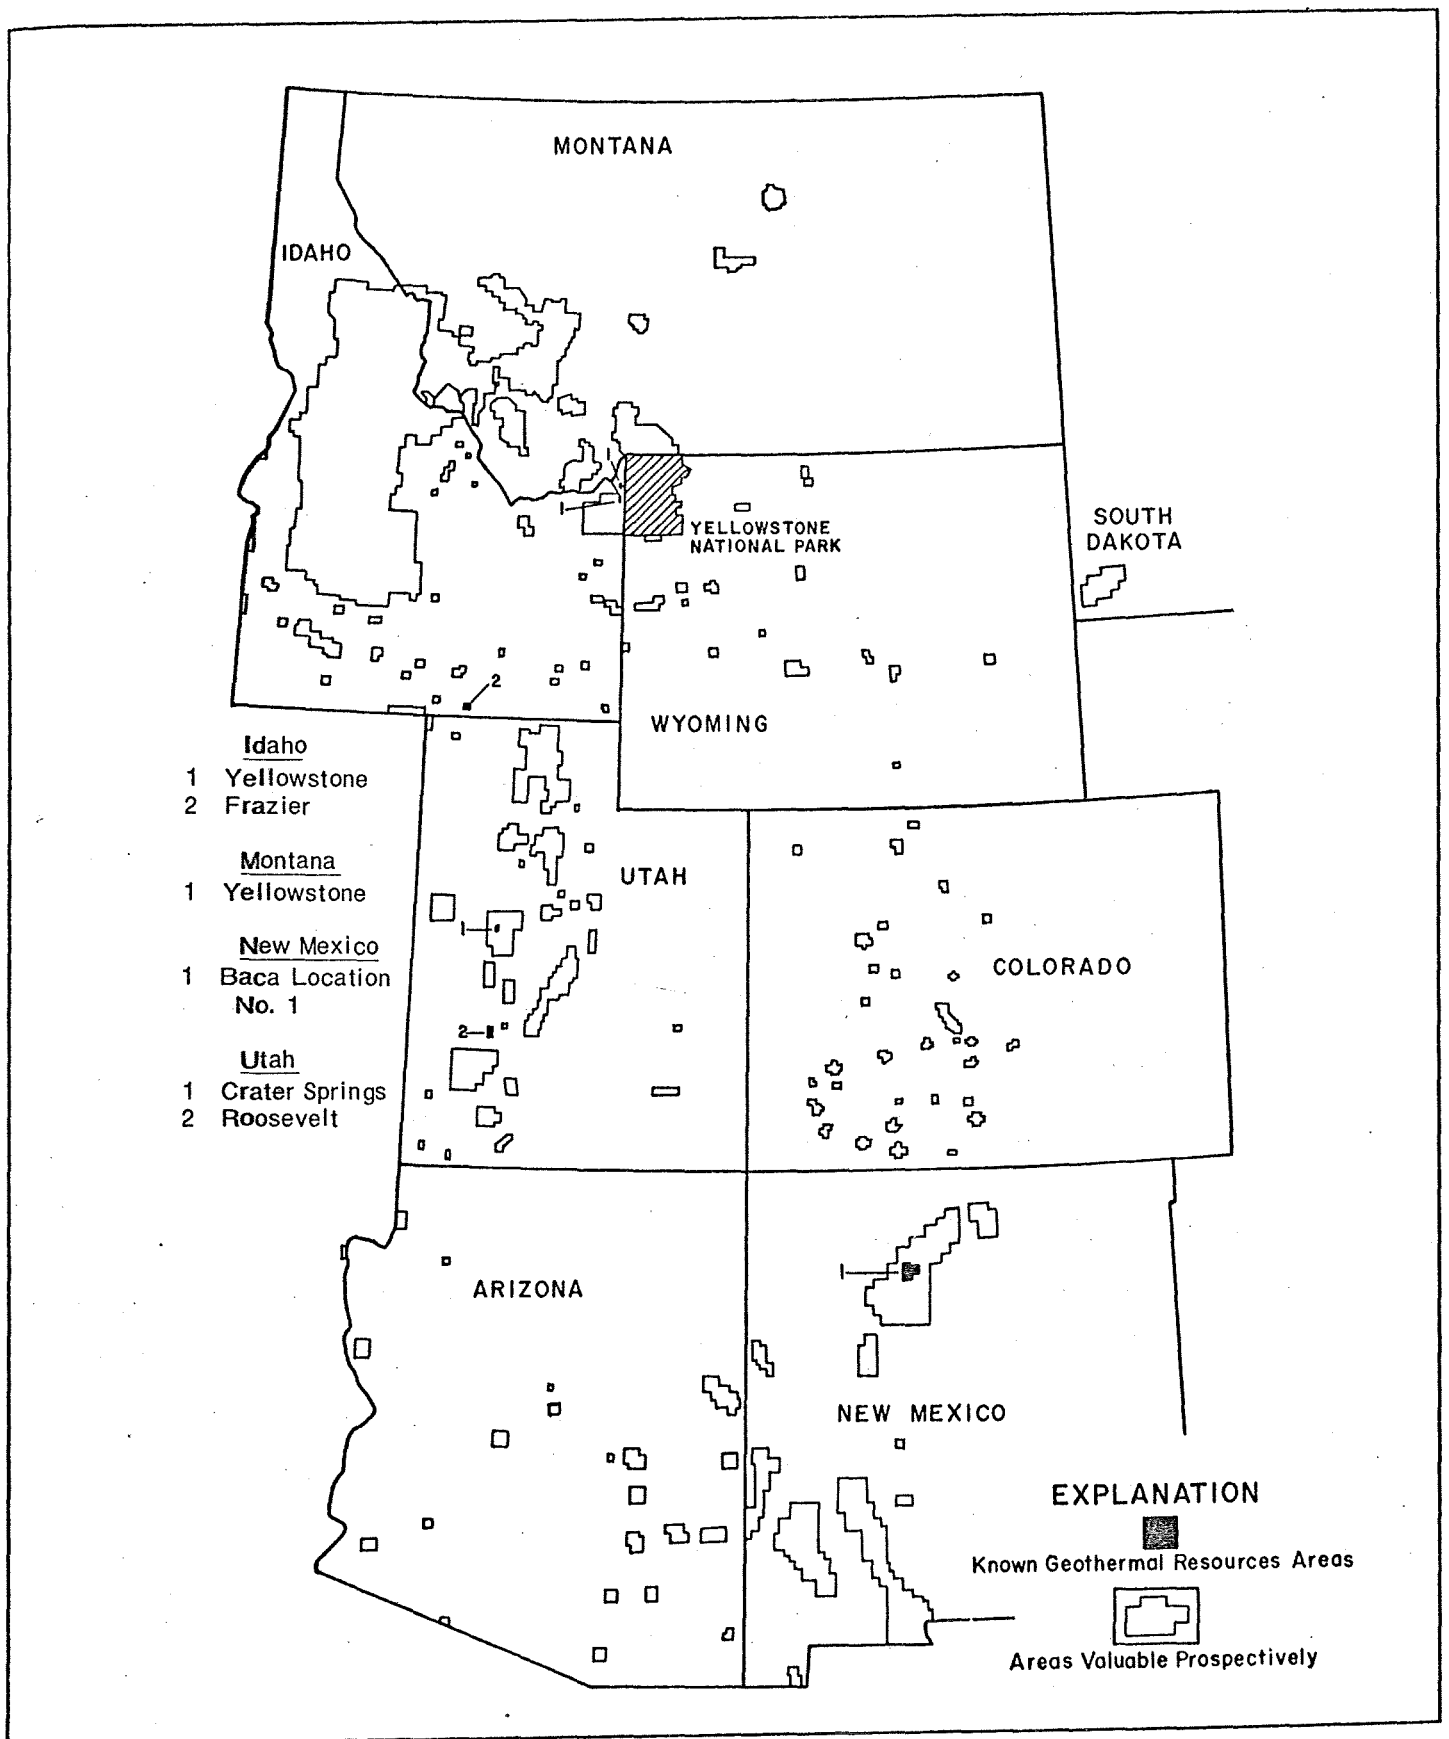 MONTANA
IDAHO
1
1
YELLOWSTONE
NATIONAL PARK
SOUTH
DAKOTA
2
WYOMING
Idaho
1 Yellowstone
2 Frazier
Montana
1 Yellowstone
New Mexico
1 Baca Location
No. 1
Utah
1 Crater Springs
2 Roosevelt
UTAH
1
2
COLORADO
ARIZONA
1
NEW MEXICO
EXPLANATION
Known Geothermal Resources Areas
Areas Valuable Prospectively